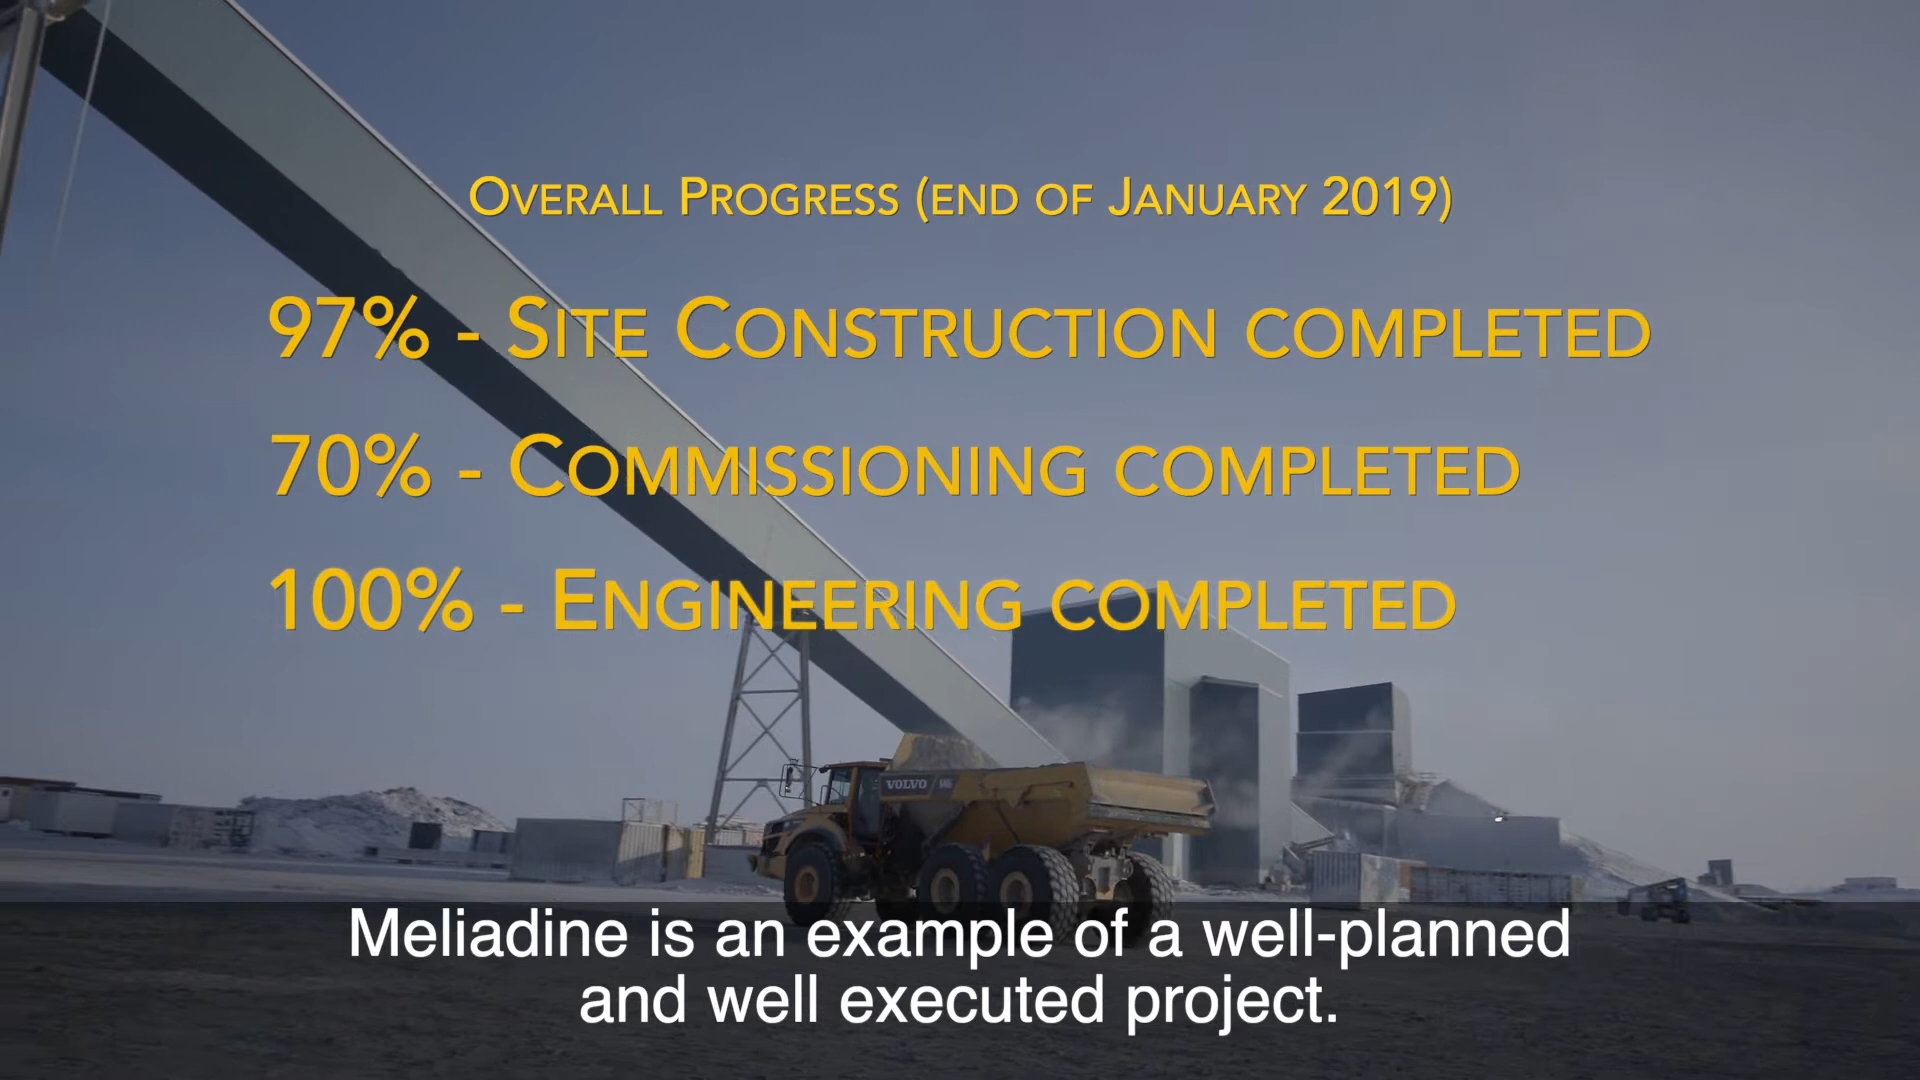 Overall Progress (end of January 2019)
97% - Site Construction completed
70% - Commissioning completed
100% - Engineering completed
VOLVO
Meliadine is an example of a well-planned
and well executed project.